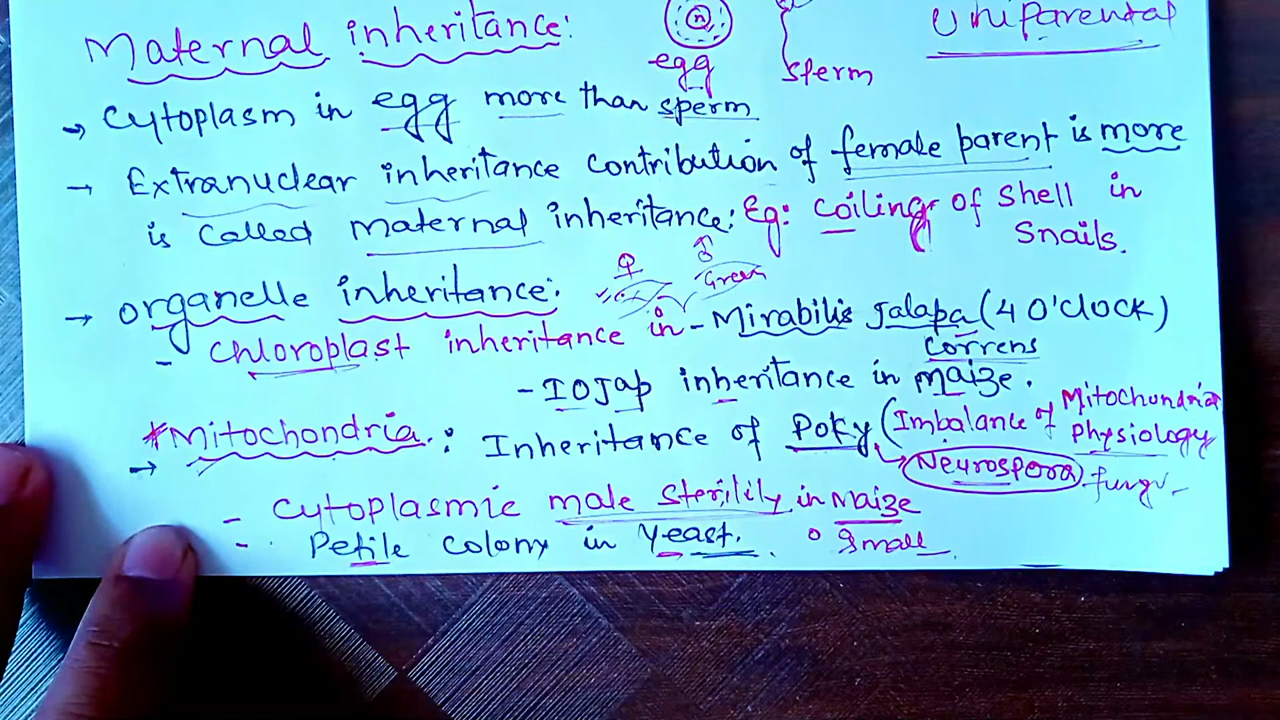 Maternal inheritance:
n
egg
sperm
Uniparental
→ Cytoplasm in egg more than sperm
→ Extranuclear inheritance contribution of female parent is more
is called maternal inheritance: Eg: coiling of shell in
Snails.
♀ ♂
Green
→ organelle inheritance:
- chloroplast inheritance in - Mirabilis Jalapa (4 O'clock)
Correns
- IOJap inheritance in maize.
→ *Mitochondria: Inheritance of Poky (Imbalance of Mitochondria
Physiology
Neurospora fungi
- Cytoplasmic male sterilily in Maize
- Petile colony in Yeast. ° Small